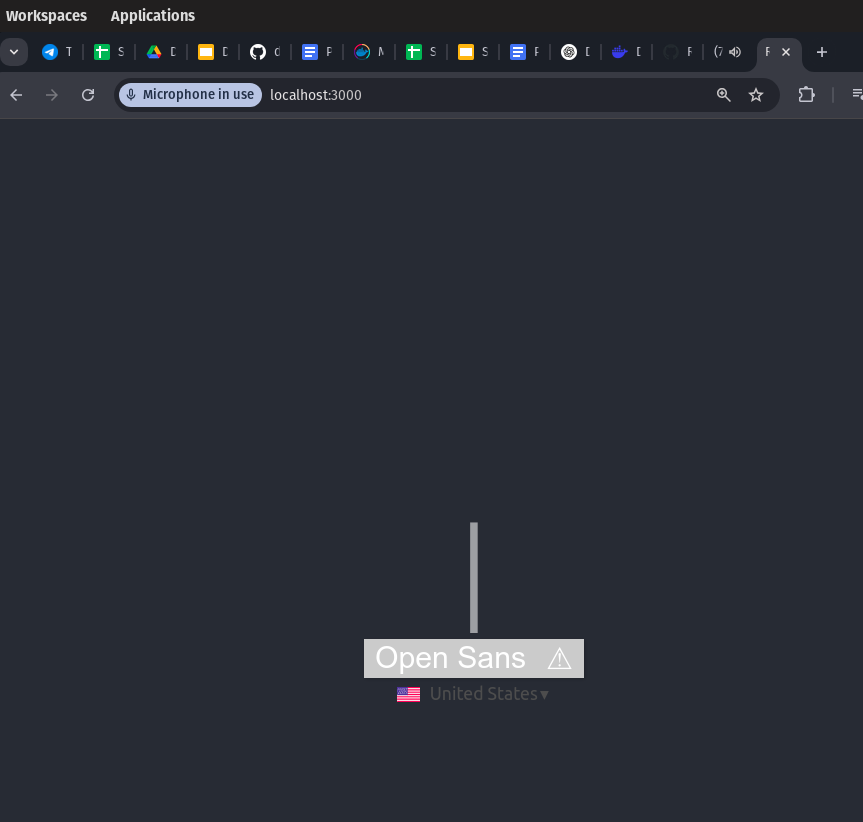 Workspaces Applications
T S D D d P M S S P D D F (7 F
Microphone in use localhost:3000
Open Sans ⚠
United States▾